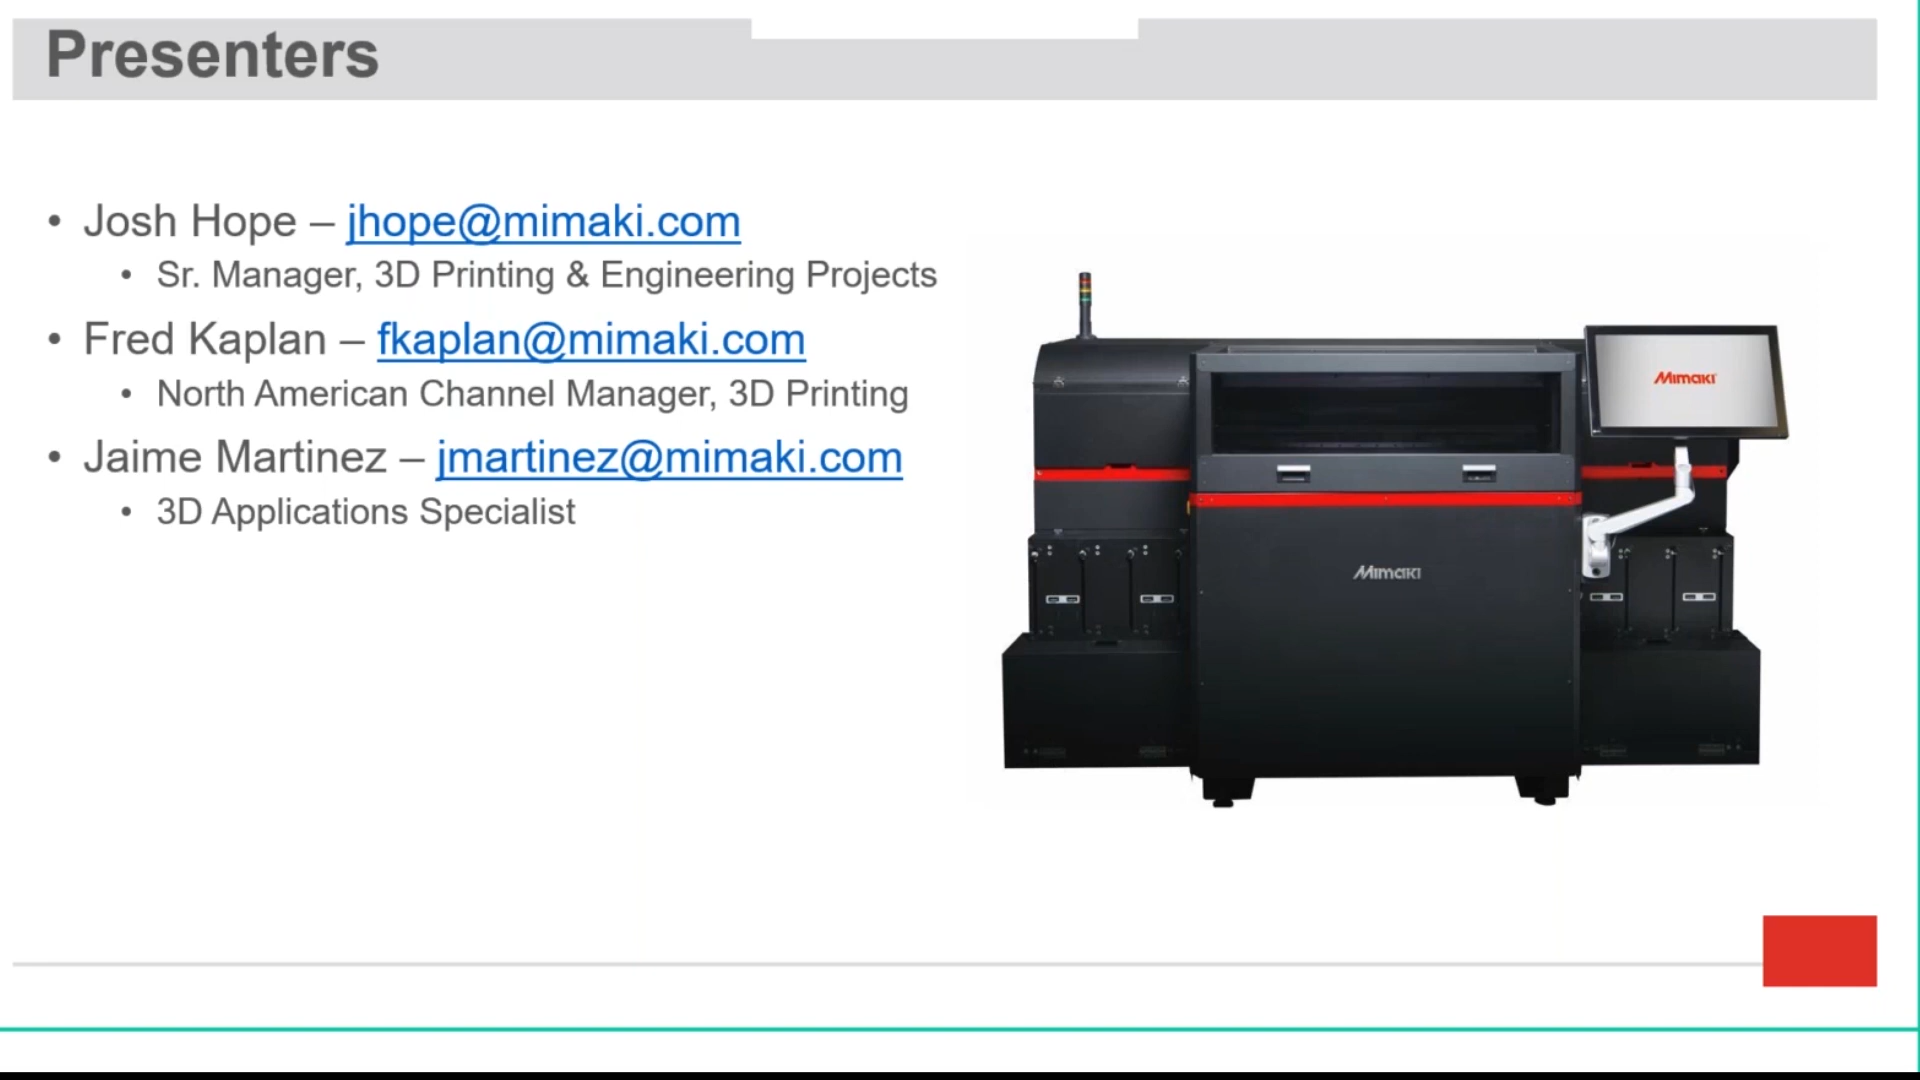 Presenters
• Josh Hope – jhope@mimaki.com
• Sr. Manager, 3D Printing & Engineering Projects
• Fred Kaplan – fkaplan@mimaki.com
• North American Channel Manager, 3D Printing
• Jaime Martinez – jmartinez@mimaki.com
• 3D Applications Specialist
Mimaki
Mimaki